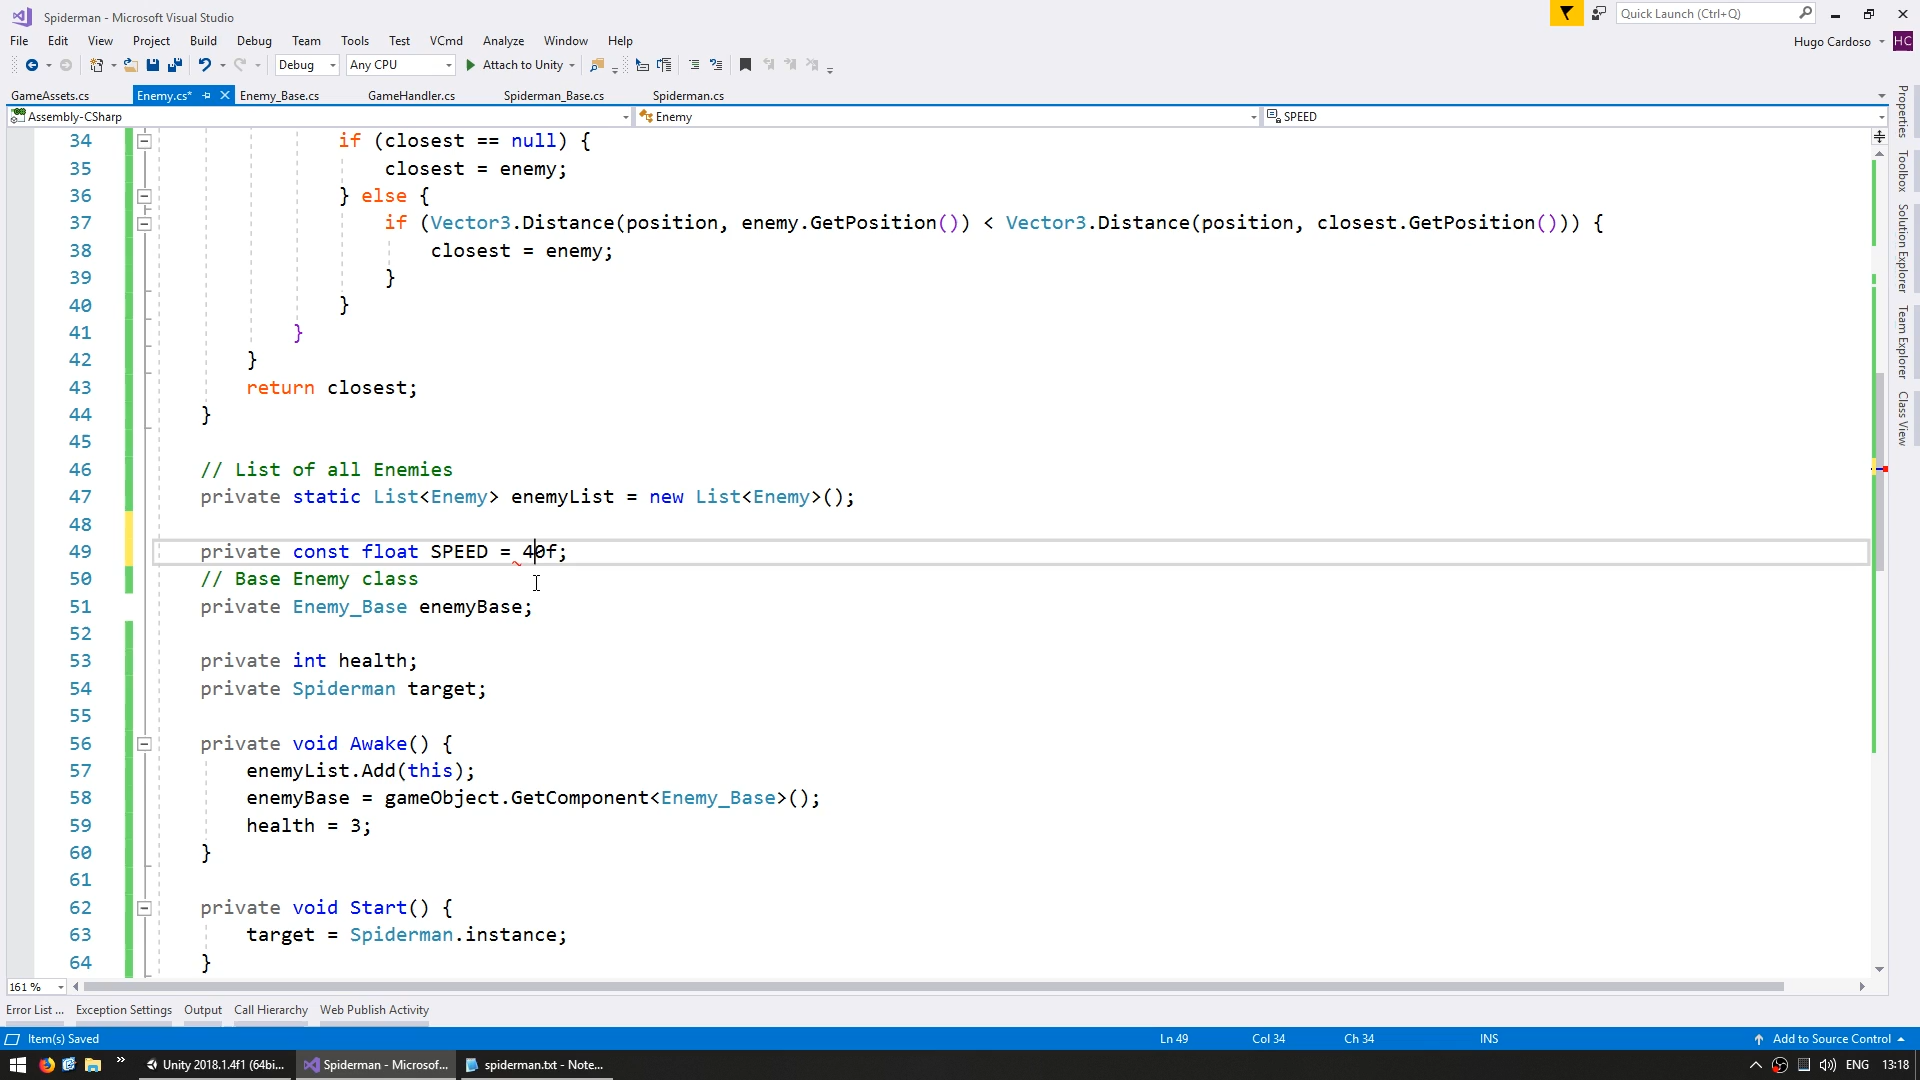 Spiderman - Microsoft Visual Studio
Quick Launch (Ctrl+Q)
File Edit View Project Build Debug Team Tools Test VCmd Analyze Window Help
Hugo Cardoso HC
Debug Any CPU Attach to Unity
GameAssets.cs Enemy.cs* Enemy_Base.cs GameHandler.cs Spiderman_Base.cs Spiderman.cs
Assembly-CSharp Enemy SPEED
34 if (closest == null) {
35 closest = enemy;
36 } else {
37 if (Vector3.Distance(position, enemy.GetPosition()) < Vector3.Distance(position, closest.GetPosition())) {
38 closest = enemy;
39 }
40 }
41 }
42 }
43 return closest;
44 }
45
46 // List of all Enemies
47 private static List<Enemy> enemyList = new List<Enemy>();
48
49 private const float SPEED = 40f;
50 // Base Enemy class
51 private Enemy_Base enemyBase;
52
53 private int health;
54 private Spiderman target;
55
56 private void Awake() {
57 enemyList.Add(this);
58 enemyBase = gameObject.GetComponent<Enemy_Base>();
59 health = 3;
60 }
61
62 private void Start() {
63 target = Spiderman.instance;
64 }
Properties
Toolbox
Solution Explorer
Team Explorer
Class View
161 %
Error List ... Exception Settings Output Call Hierarchy Web Publish Activity
Item(s) Saved Ln 49 Col 34 Ch 34 INS Add to Source Control
Unity 2018.1.4f1 (64bi... Spiderman - Microsof... spiderman.txt - Note... ENG 13:18